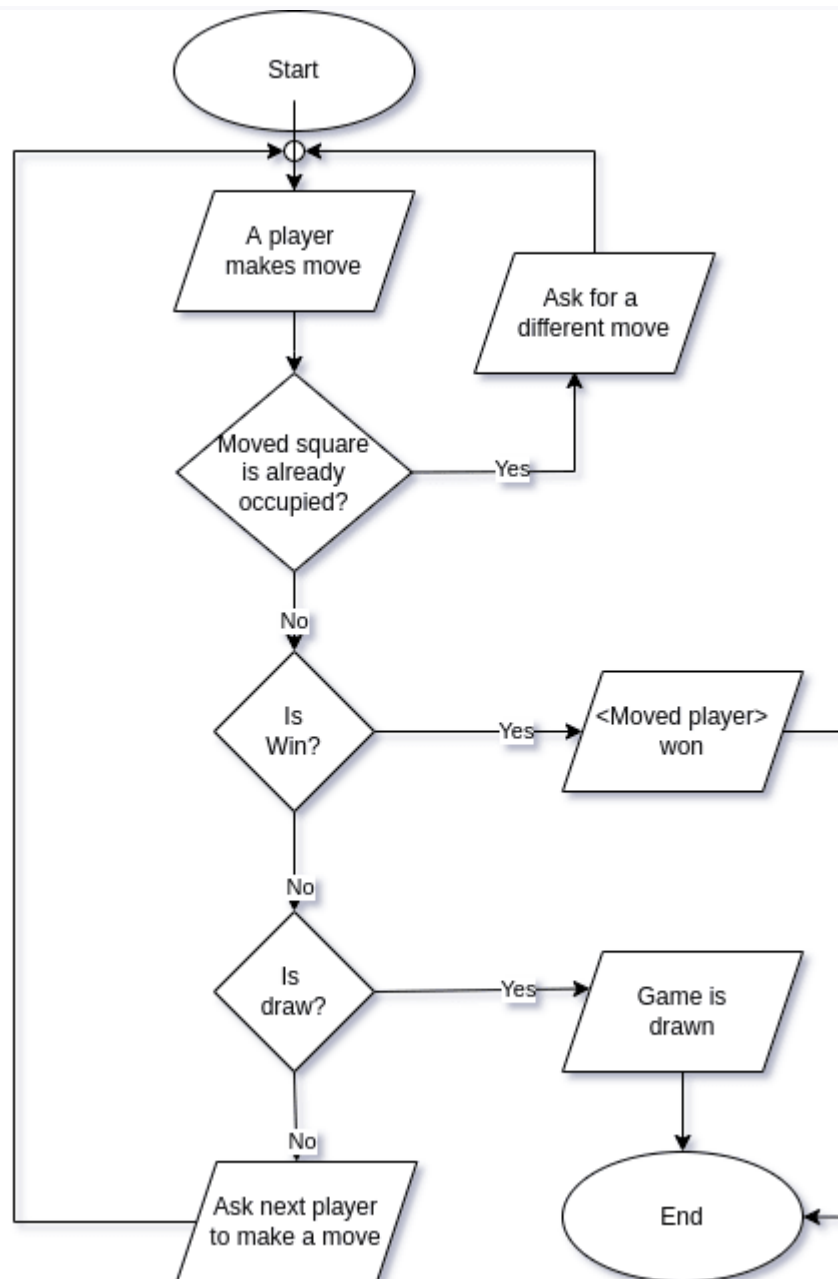 Start
A player
makes move
Ask for a
different move
Moved square
is already
occupied?
Yes
No
Is
Win?
Yes
<Moved player>
won
No
Is
draw?
Yes
Game is
drawn
No
Ask next player
to make a move
End